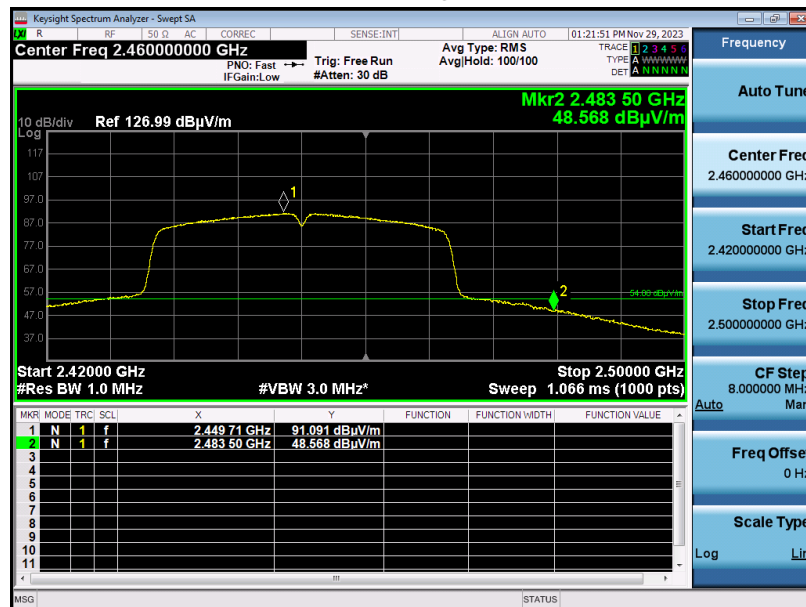 Keysight Spectrum Analyzer - Swept SA
LXI R RF 50 Ω AC CORREC SENSE:INT ALIGN AUTO 01:21:51 PM Nov 29, 2023
Center Freq 2.460000000 GHz
PNO: Fast
IFGain:Low
Trig: Free Run
#Atten: 30 dB
Avg Type: RMS
Avg|Hold: 100/100
TRACE 1 2 3 4 5 6
TYPE A WWWWW
DET A N N N N N
Mkr2 2.483 50 GHz
48.568 dBµV/m
10 dB/div Ref 126.99 dBµV/m
Log
117
107
97.0
87.0
77.0
67.0
57.0
47.0
37.0
1
2
54.00 dBµV/m
Start 2.42000 GHz Stop 2.50000 GHz
#Res BW 1.0 MHz #VBW 3.0 MHz* Sweep 1.066 ms (1000 pts)
MKR MODE TRC SCL X Y FUNCTION FUNCTION WIDTH FUNCTION VALUE
1 N 1 f 2.449 71 GHz 91.091 dBµV/m
2 N 1 f 2.483 50 GHz 48.568 dBµV/m
3
4
5
6
7
8
9
10
11
MSG STATUS
Frequency
Auto Tune
Center Freq
2.460000000 GHz
Start Freq
2.420000000 GHz
Stop Freq
2.500000000 GHz
CF Step
8.000000 MHz
Auto Man
Freq Offset
0 Hz
Scale Type
Log Lin